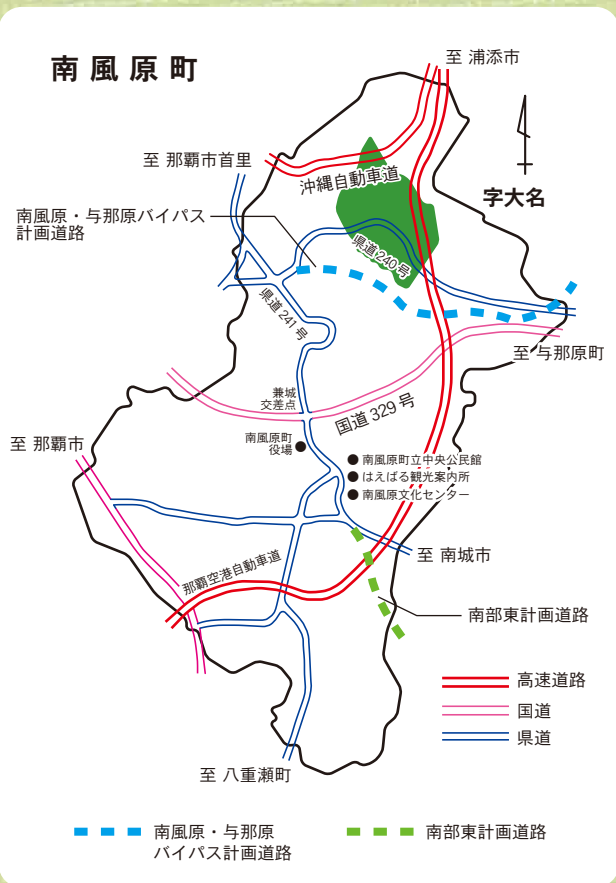 南風原町
至 浦添市
至 那覇市首里
沖縄自動車道
字大名
南風原・与那原バイパス
計画道路
県道240号
県道241号
至 与那原町
兼城
交差点
国道329号
至 那覇市
南風原町
役場
南風原町立中央公民館
はえばる観光案内所
南風原文化センター
至 南城市
那覇空港自動車道
南部東計画道路
高速道路
国道
県道
至 八重瀬町
南風原・与那原
バイパス計画道路
南部東計画道路